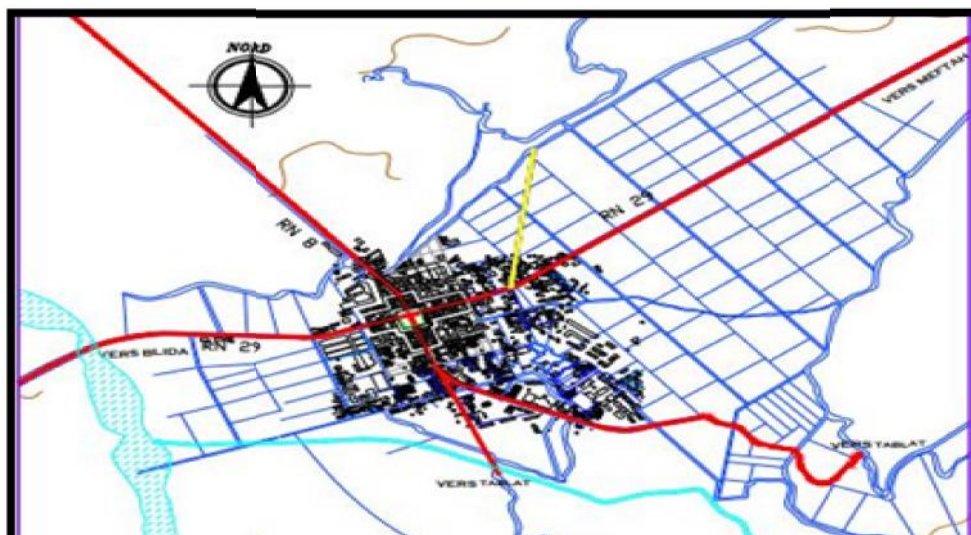 NORD
VERS MEFTAH
RN 29
RN 8
VERS BLIDA
RN 29
VERS TABLAT
VERS TABLAT